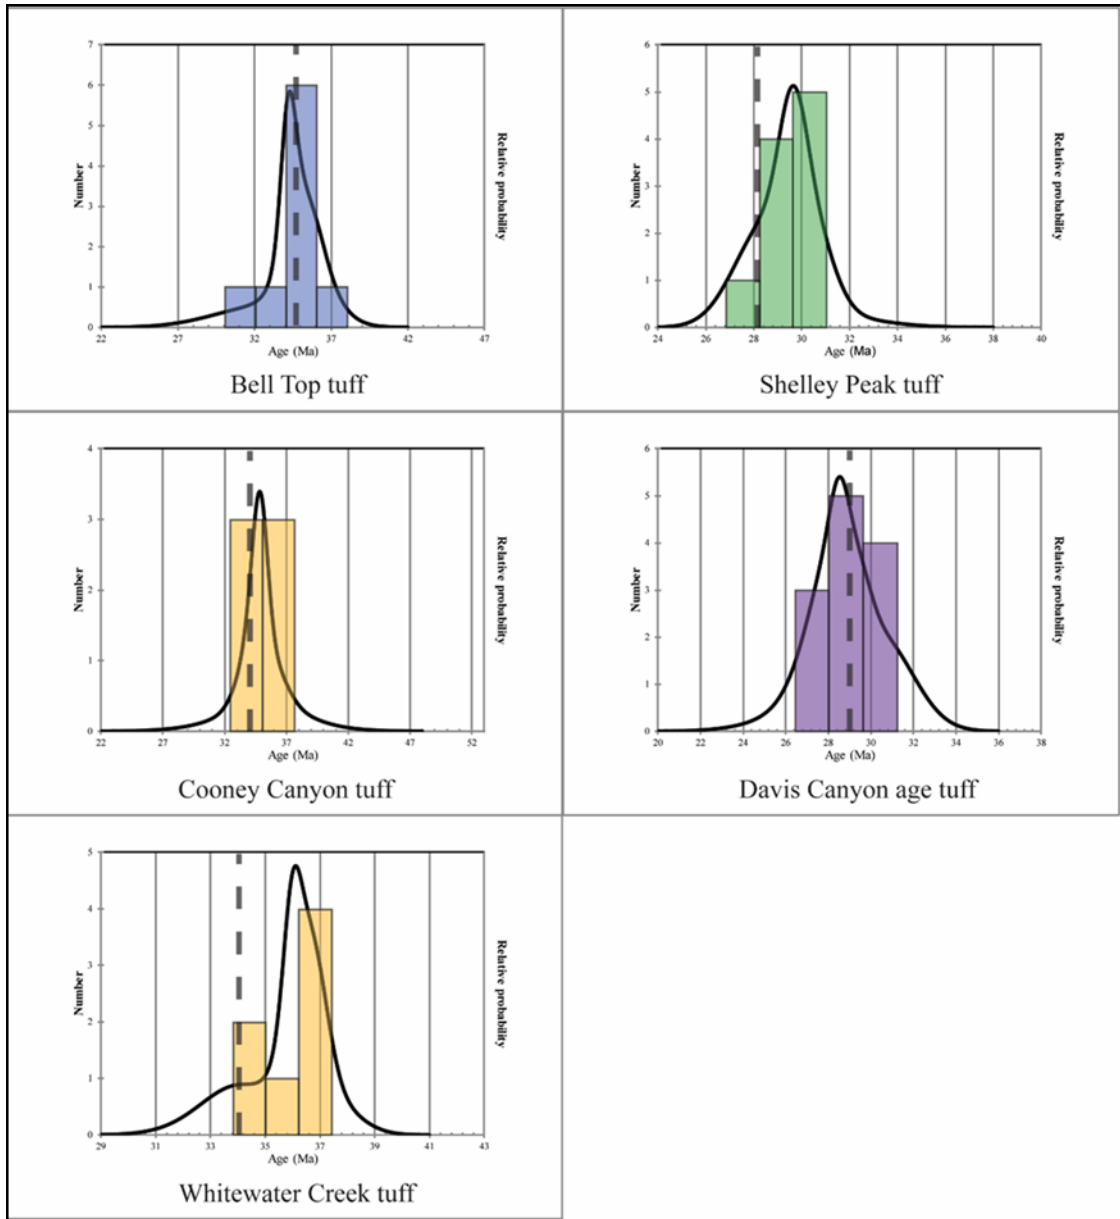 7
6
5
4
3
2
1
0
Number
Relative probability
22 27 32 37 42 47
Age (Ma)
Bell Top tuff
6
5
4
3
2
1
0
Number
Relative probability
24 26 28 30 32 34 36 38 40
Age (Ma)
Shelley Peak tuff
4
3
2
1
0
Number
Relative probability
22 27 32 37 42 47 52
Age (Ma)
Cooney Canyon tuff
6
5
4
3
2
1
0
Number
Relative probability
20 22 24 26 28 30 32 34 36 38
Age (Ma)
Davis Canyon age tuff
5
4
3
2
1
0
Number
Relative probability
29 31 33 35 37 39 41 43
Age (Ma)
Whitewater Creek tuff